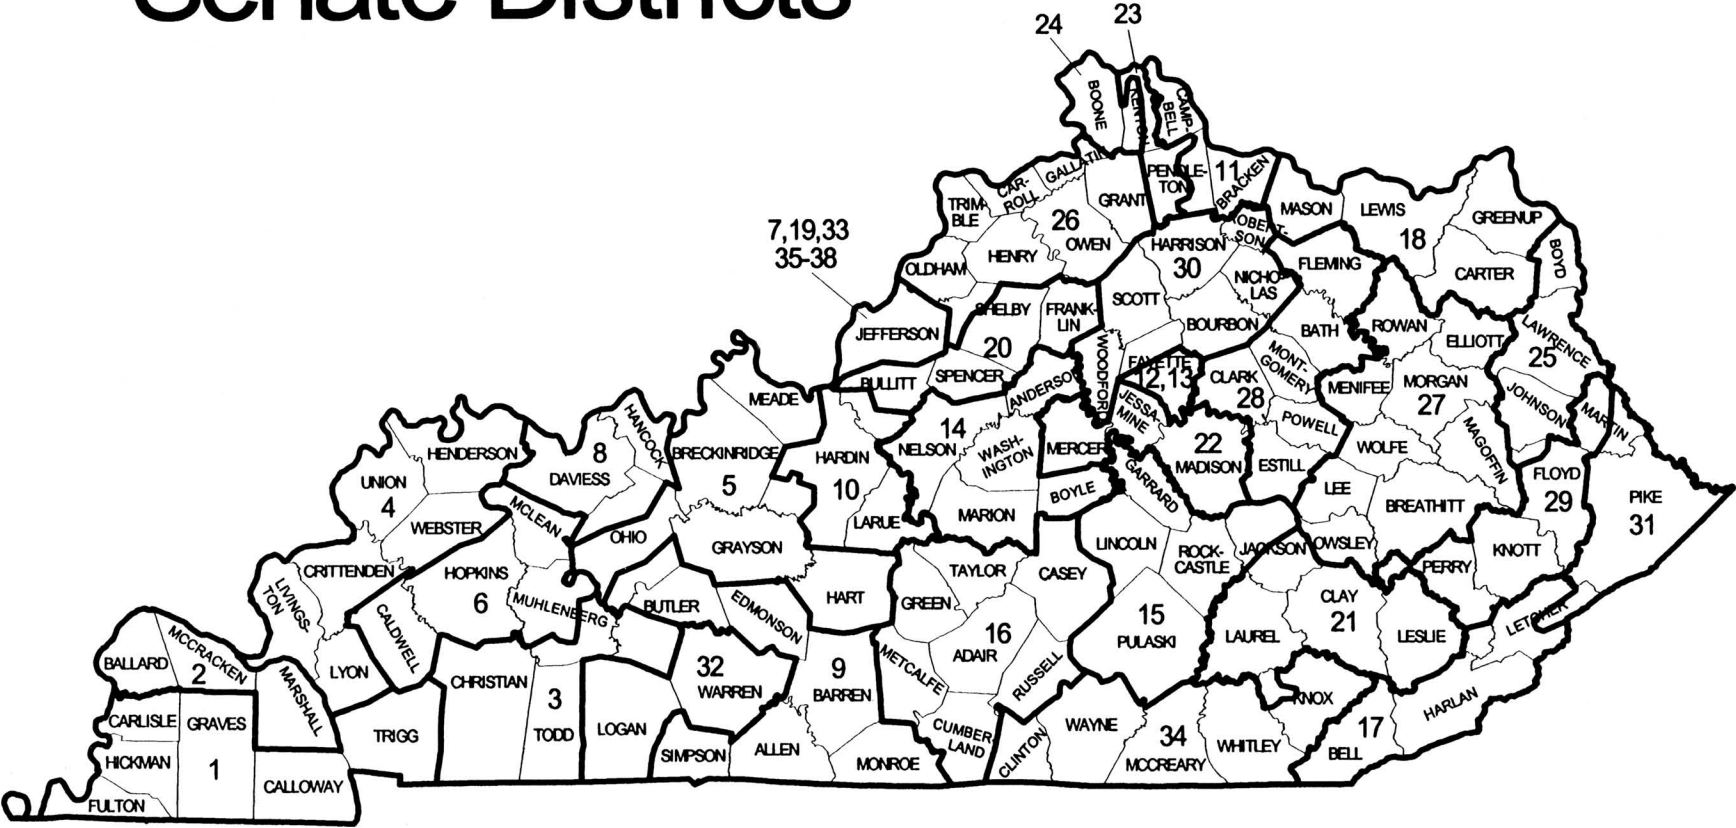 Senate Districts
24
23
BOONE
KENTON
CAMP-
BELL
GALLATIN
CAR-
ROLL
TRIM-
BLE
26
OWEN
GRANT
PENDLE-
TON
11
BRACKEN
MASON
LEWIS
18
GREENUP
BOYD
CARTER
7,19,33
35-38
OLDHAM
HENRY
HARRISON
30
ROBERT-
SON
NICHO-
LAS
FLEMING
SCOTT
BOURBON
BATH
ROWAN
ELLIOTT
LAWRENCE
25
JEFFERSON
SHELBY
20
FRANK-
LIN
WOODFORD
FAYETTE
12,13
CLARK
28
MONT-
GOMERY
MENIFEE
MORGAN
27
JOHNSON
MARTIN
BULLITT
SPENCER
ANDERSON
JESSA-
MINE
POWELL
MEADE
HANCOCK
8
DAVIESS
HENDERSON
BRECKINRIDGE
5
HARDIN
10
LARUE
14
NELSON
WASH-
INGTON
MERCER
BOYLE
MARION
GARRARD
22
MADISON
ESTILL
WOLFE
MAGOFFIN
LEE
BREATHITT
FLOYD
29
PIKE
31
UNION
4
WEBSTER
MCLEAN
OHIO
GRAYSON
TAYLOR
CASEY
LINCOLN
ROCK-
CASTLE
JACKSON
OWSLEY
PERRY
KNOTT
CRITTENDEN
LIVINGS-
TON
HOPKINS
6
CALDWELL
MUHLENBERG
BUTLER
EDMONSON
HART
GREEN
16
ADAIR
RUSSELL
15
PULASKI
LAUREL
CLAY
21
LESLIE
LETCHER
BALLARD
MCCRACKEN
2
MARSHALL
LYON
CHRISTIAN
3
TODD
LOGAN
32
WARREN
9
BARREN
METCALFE
CUMBER-
LAND
CLINTON
WAYNE
34
MCCREARY
WHITLEY
KNOX
17
BELL
HARLAN
CARLISLE
GRAVES
1
HICKMAN
FULTON
CALLOWAY
TRIGG
SIMPSON
ALLEN
MONROE